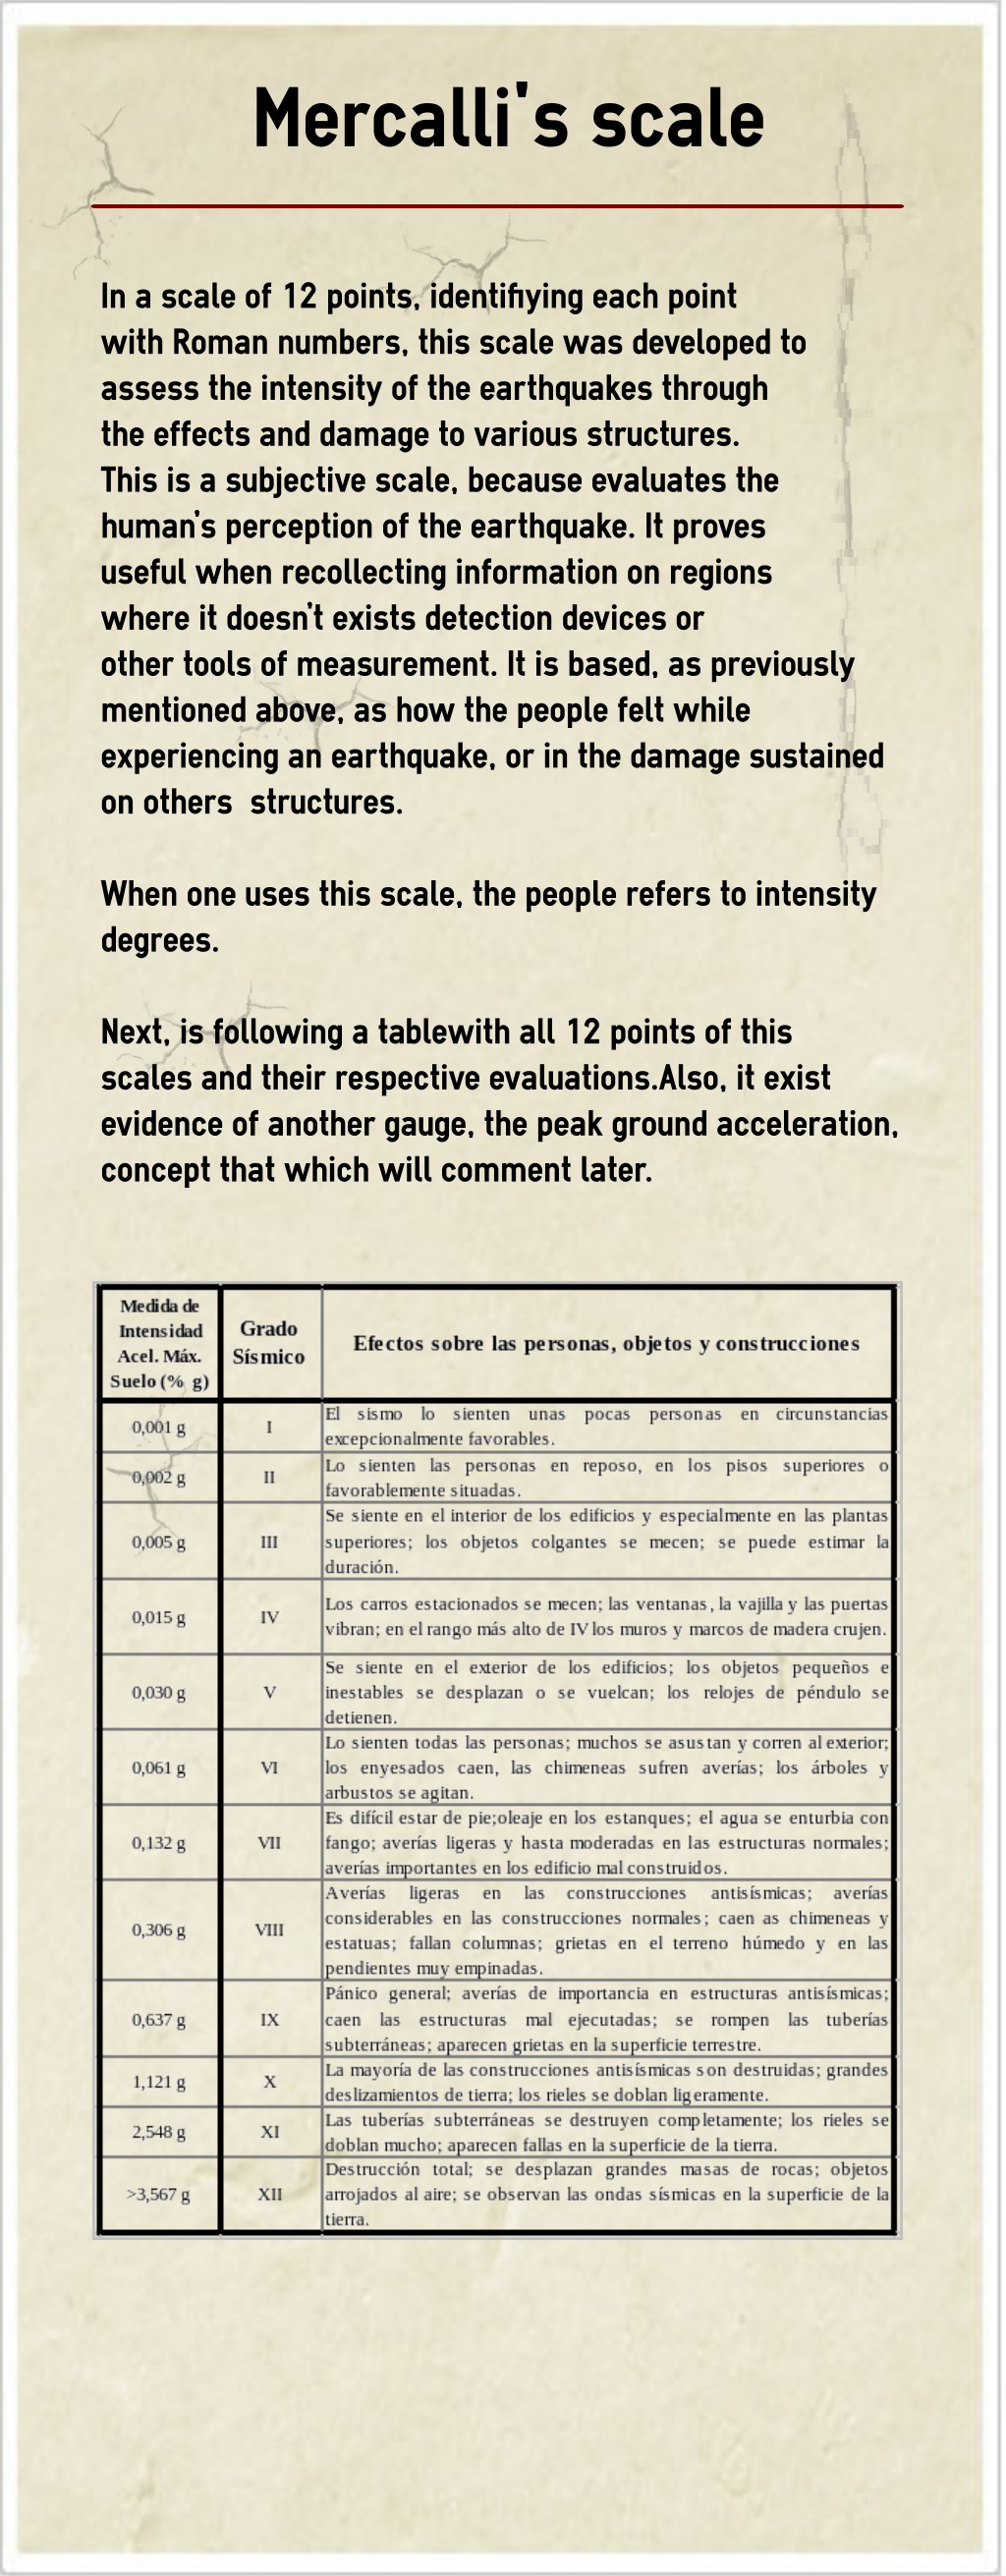 Mercalli's scale
In a scale of 12 points, identifiying each point
with Roman numbers, this scale was developed to
assess the intensity of the earthquakes through
the effects and damage to various structures.
This is a subjective scale, because evaluates the
human's perception of the earthquake. It proves
useful when recollecting information on regions
where it doesn't exists detection devices or
other tools of measurement. It is based, as previously
mentioned above, as how the people felt while
experiencing an earthquake, or in the damage sustained
on others structures.
When one uses this scale, the people refers to intensity
degrees.
Next, is following a tablewith all 12 points of this
scales and their respective evaluations.Also, it exist
evidence of another gauge, the peak ground acceleration,
concept that which will comment later.
Medida de
Intensidad
Acel. Máx.
Suelo (% g)
Grado
Sísmico
Efectos sobre las personas, objetos y construcciones
0,001 g
I
El sismo lo sienten unas pocas personas en circunstancias
excepcionalmente favorables.
0,002 g
II
Lo sienten las personas en reposo, en los pisos superiores o
favorablemente situadas.
0,005 g
III
Se siente en el interior de los edificios y especialmente en las plantas
superiores; los objetos colgantes se mecen; se puede estimar la
duración.
0,015 g
IV
Los carros estacionados se mecen; las ventanas, la vajilla y las puertas
vibran; en el rango más alto de IV los muros y marcos de madera crujen.
0,030 g
V
Se siente en el exterior de los edificios; los objetos pequeños e
inestables se desplazan o se vuelcan; los relojes de péndulo se
detienen.
0,061 g
VI
Lo sienten todas las personas; muchos se asustan y corren al exterior;
los enyesados caen, las chimeneas sufren averías; los árboles y
arbustos se agitan.
0,132 g
VII
Es difícil estar de pie;oleaje en los estanques; el agua se enturbia con
fango; averías ligeras y hasta moderadas en las estructuras normales;
averías importantes en los edificio mal construidos.
0,306 g
VIII
Averías ligeras en las construcciones antisísmicas; averías
considerables en las construcciones normales; caen as chimeneas y
estatuas; fallan columnas; grietas en el terreno húmedo y en las
pendientes muy empinadas.
0,637 g
IX
Pánico general; averías de importancia en estructuras antisísmicas;
caen las estructuras mal ejecutadas; se rompen las tuberías
subterráneas; aparecen grietas en la superficie terrestre.
1,121 g
X
La mayoría de las construcciones antisísmicas son destruidas; grandes
deslizamientos de tierra; los rieles se doblan ligeramente.
2,548 g
XI
Las tuberías subterráneas se destruyen completamente; los rieles se
doblan mucho; aparecen fallas en la superficie de la tierra.
>3,567 g
XII
Destrucción total; se desplazan grandes masas de rocas; objetos
arrojados al aire; se observan las ondas sísmicas en la superficie de la
tierra.